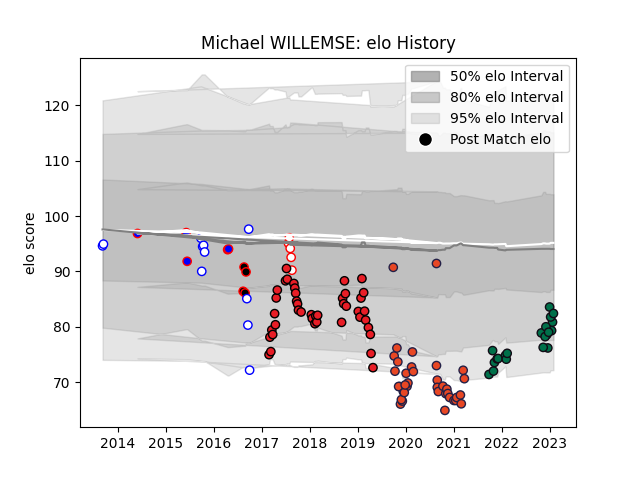 Michael WILLEMSE: elo History
50% elo Interval
80% elo Interval
95% elo Interval
Post Match elo
elo score
120
110
100
90
80
70
2014 2015 2016 2017 2018 2019 2020 2021 2022 2023